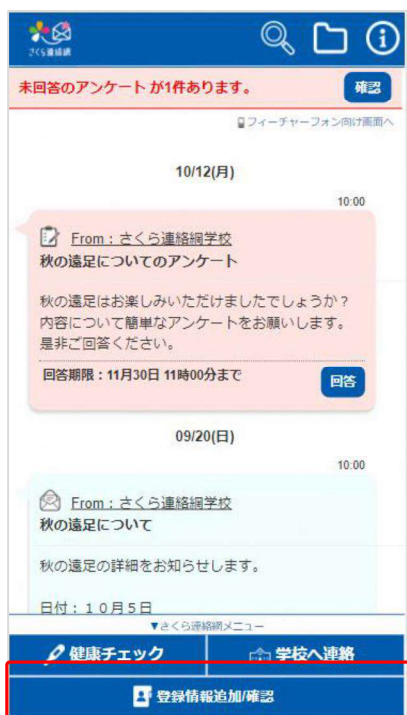 さくら連絡網
未回答のアンケート が1件あります。
確認
フィーチャーフォン向け画面へ
10/12(月)
10:00
From：さくら連絡網学校
秋の遠足についてのアンケート
秋の遠足はお楽しみいただけましたでしょうか？
内容について簡単なアンケートをお願いします。
是非ご回答ください。
回答期限：11月30日 11時00分まで
回答
09/20(日)
10:00
From：さくら連絡網学校
秋の遠足について
秋の遠足の詳細をお知らせします。
日付：１０月５日
▼さくら連絡網メニュー
健康チェック
学校へ連絡
登録情報追加/確認